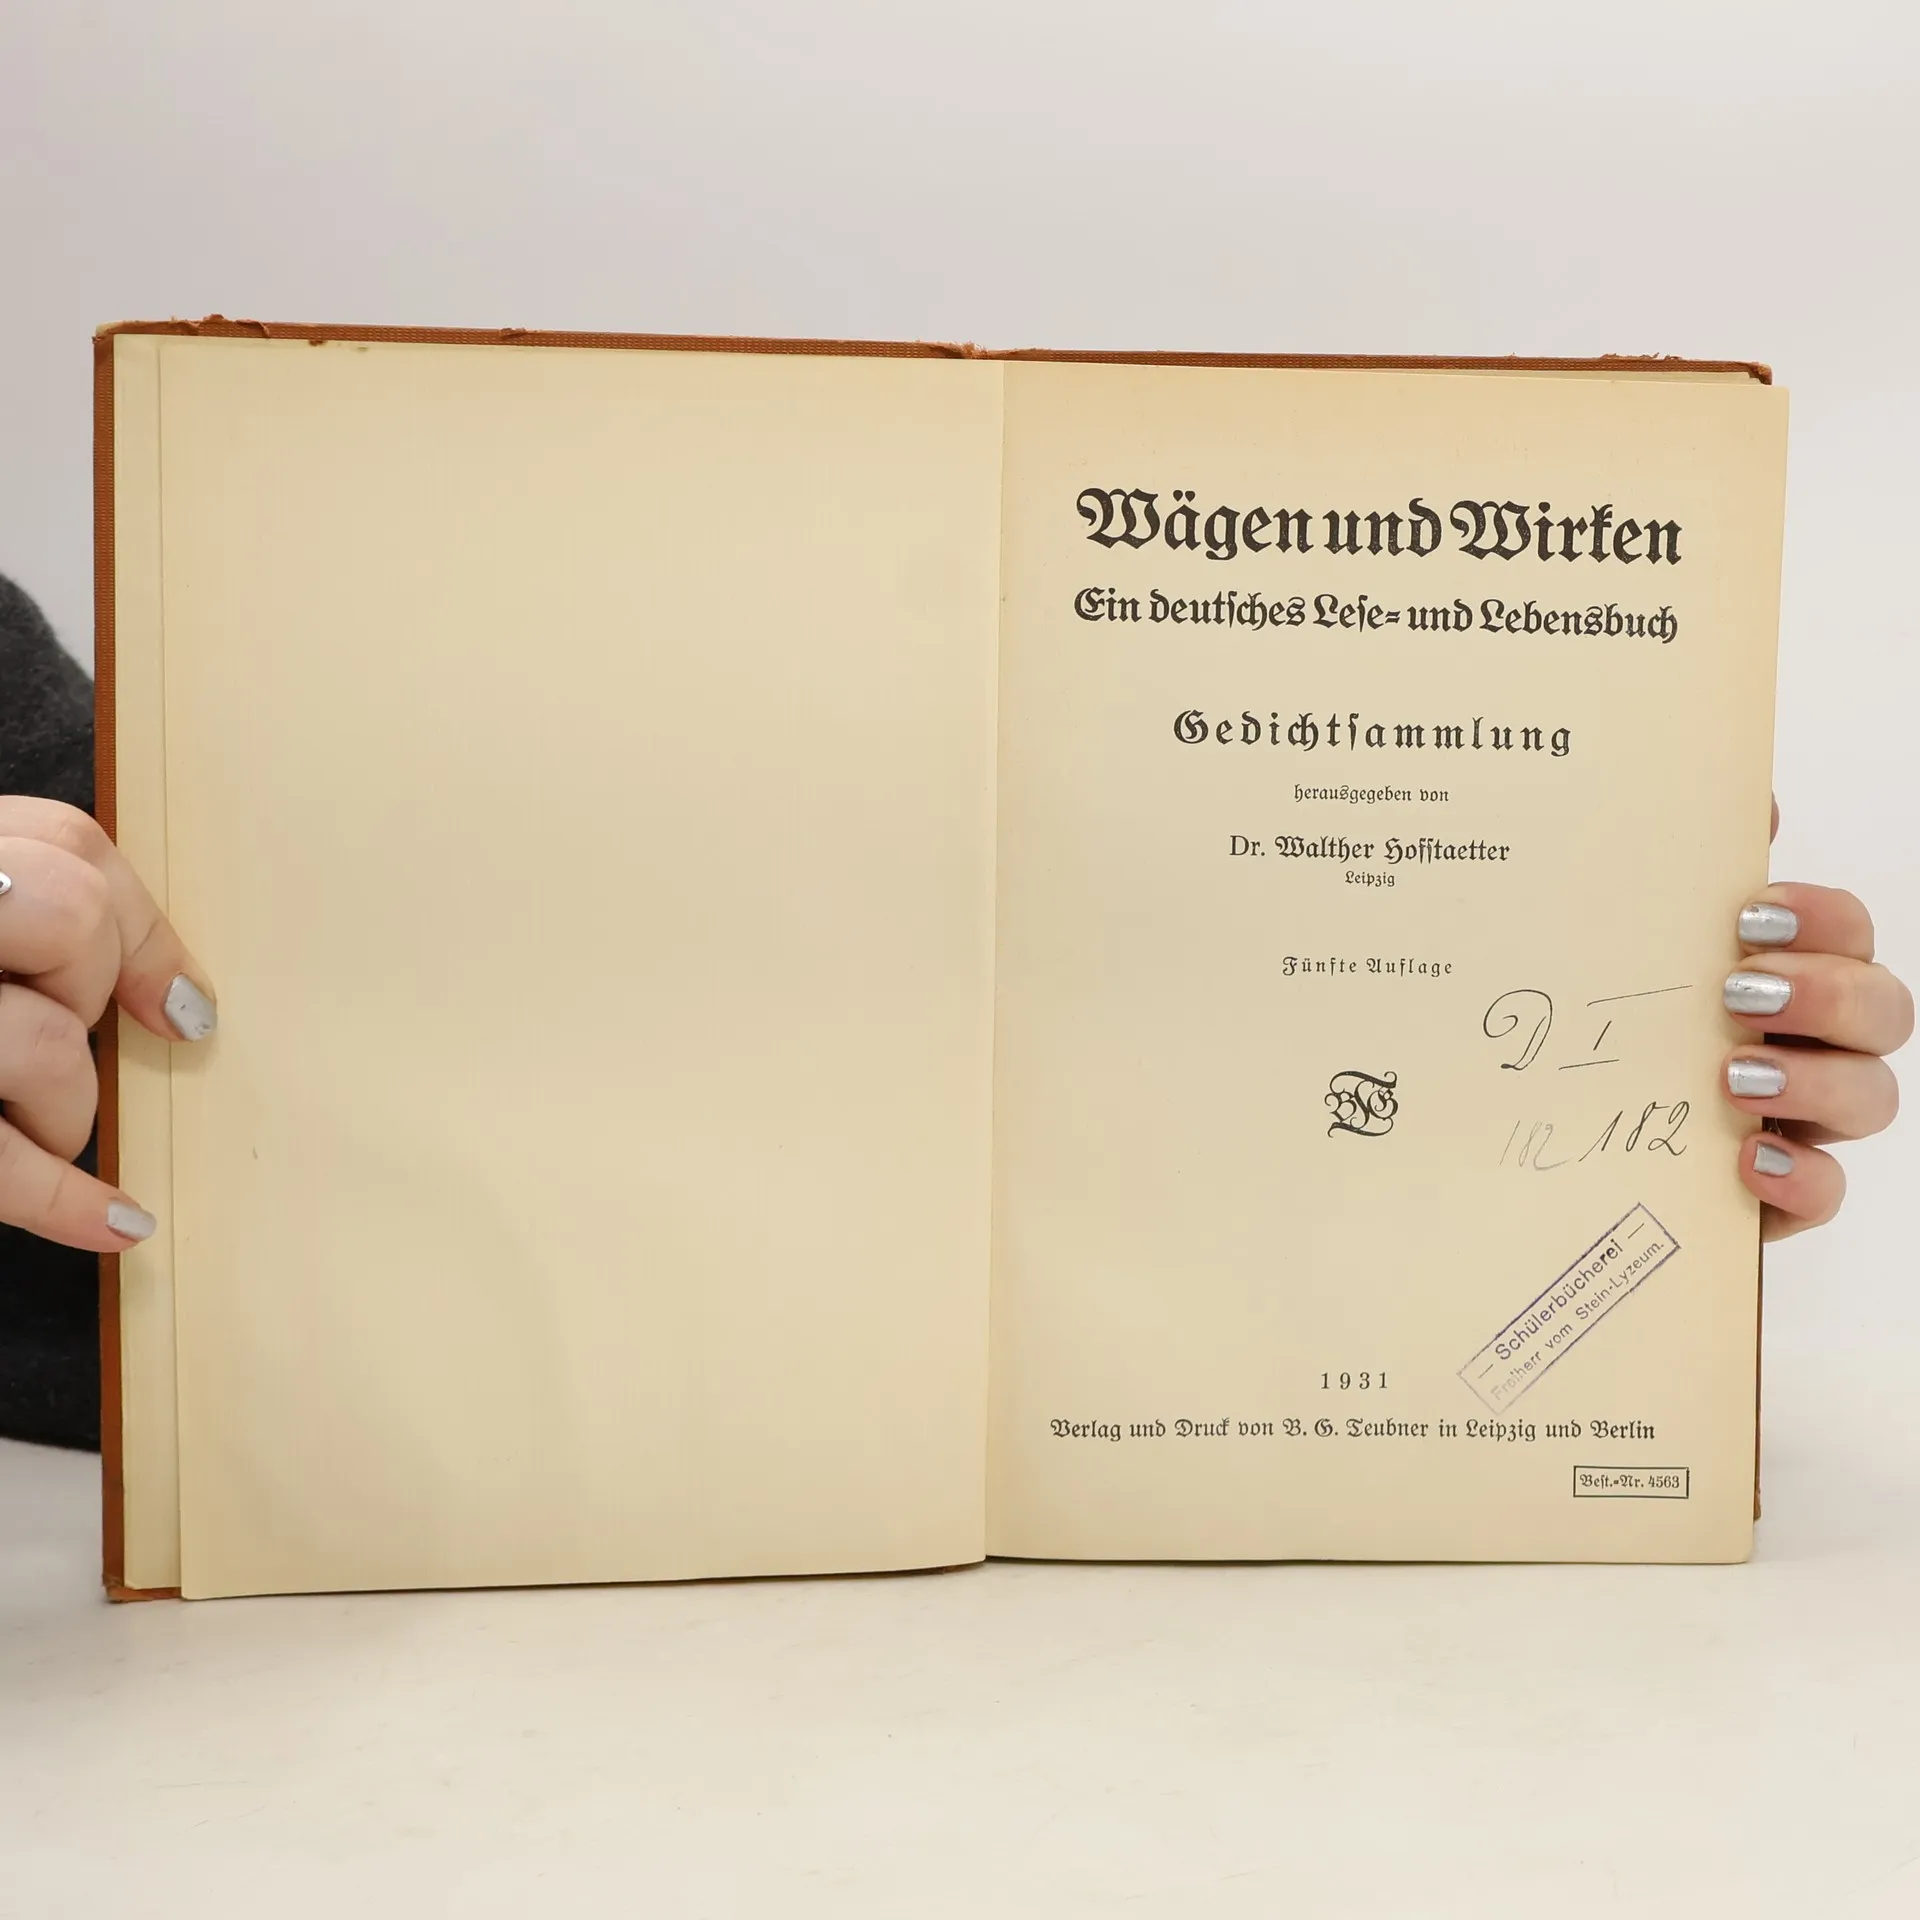 Wägen und Wirken
Ein deutsches Lese- und Lebensbuch
Gedichtsammlung
herausgegeben von
Dr. Walther Hofstaetter
Leipzig
Fünfte Auflage
D I
BGT
182 182
— Schülerbücherei —
Freiherr vom Stein-Lyzeum.
1931
Verlag und Druck von B. G. Teubner in Leipzig und Berlin
Best.-Nr. 4563